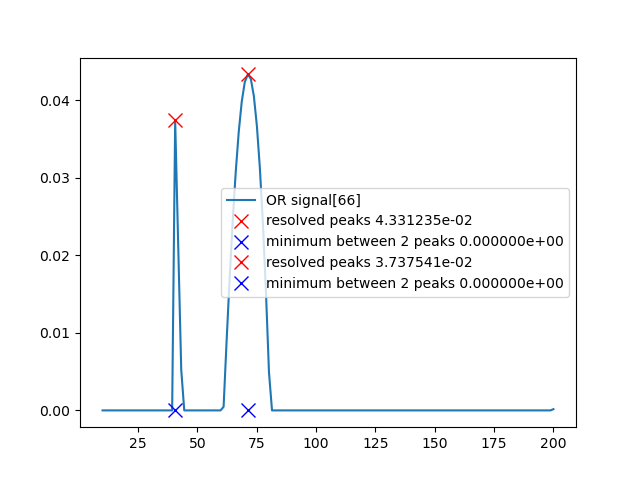 0.04
0.03
0.02
0.01
0.00
OR signal[66]
resolved peaks 4.331235e-02
minimum between 2 peaks 0.000000e+00
resolved peaks 3.737541e-02
minimum between 2 peaks 0.000000e+00
25 50 75 100 125 150 175 200